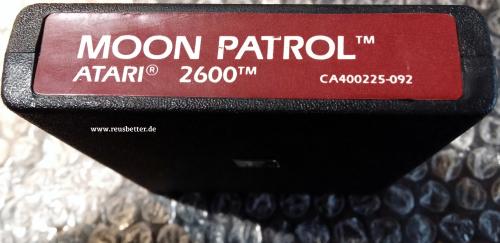 MOON PATROL™
ATARI® 2600™
CA400225-092
www.reusbetter.de